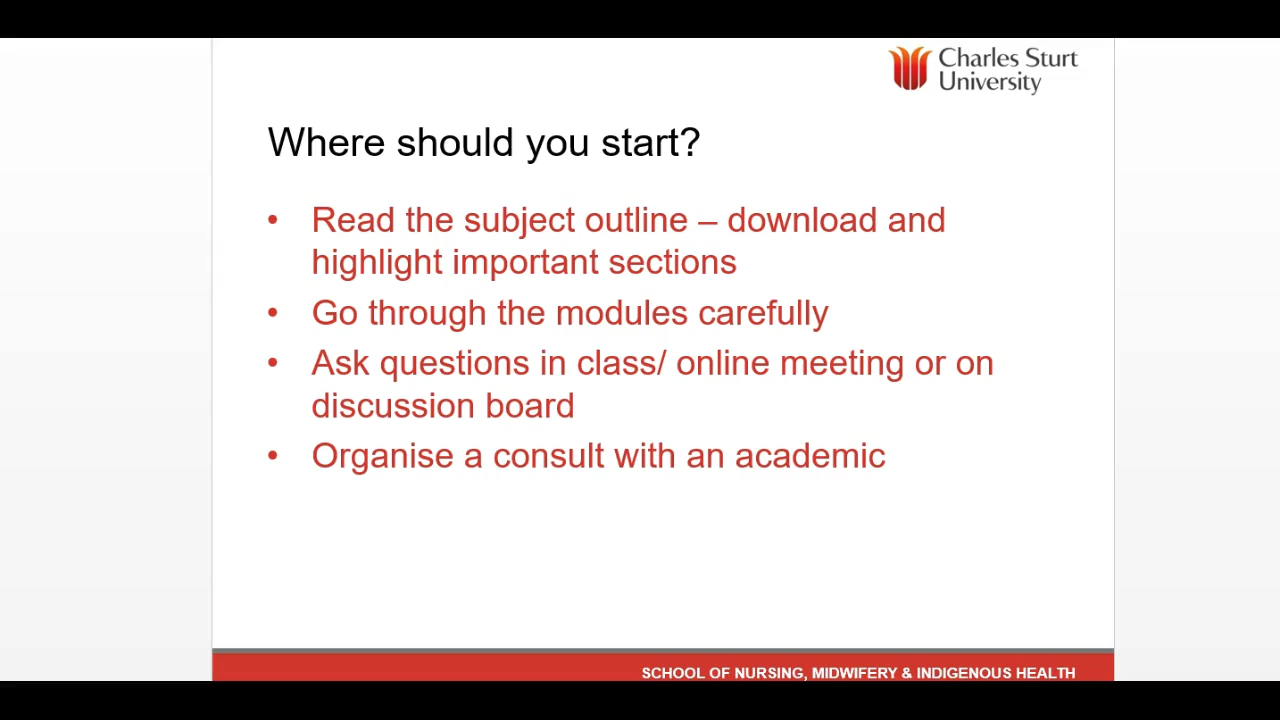 Charles Sturt
University
Where should you start?
• Read the subject outline – download and
highlight important sections
• Go through the modules carefully
• Ask questions in class/ online meeting or on
discussion board
• Organise a consult with an academic
SCHOOL OF NURSING, MIDWIFERY & INDIGENOUS HEALTH